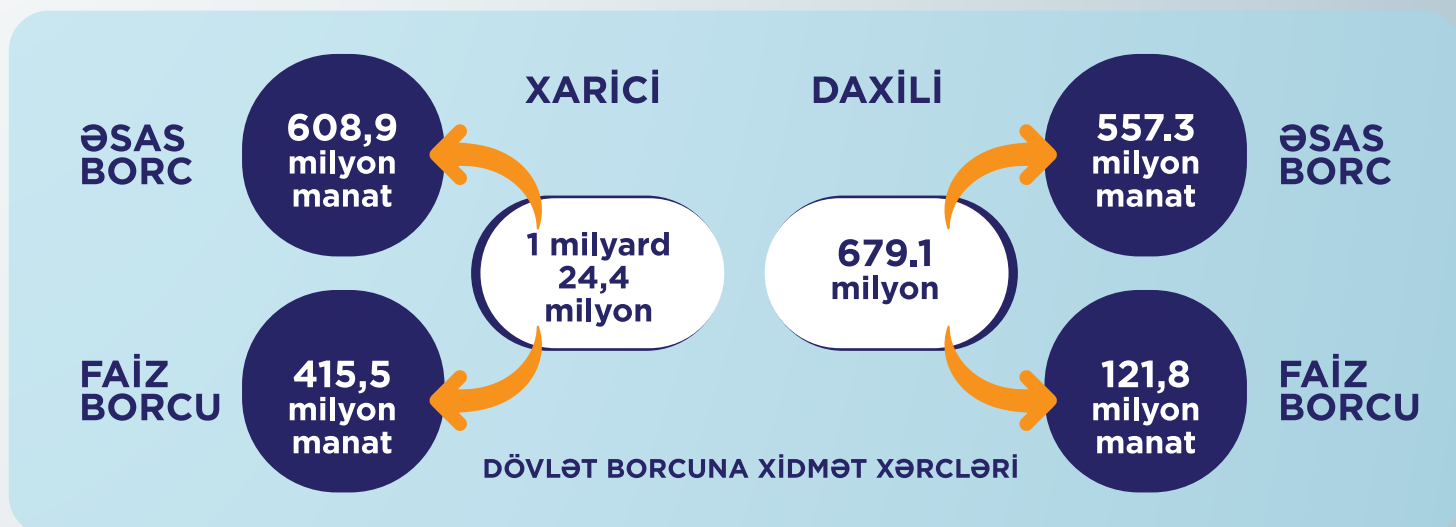 XARİCİ
ƏSAS
BORC
608,9
milyon
manat
1 milyard
24,4
milyon
FAİZ
BORCU
415,5
milyon
manat
DAXİLİ
679.1
milyon
557.3
milyon
manat
ƏSAS
BORC
121,8
milyon
manat
FAİZ
BORCU
DÖVLƏT BORCUNA XİDMƏT XƏRCLƏRİ